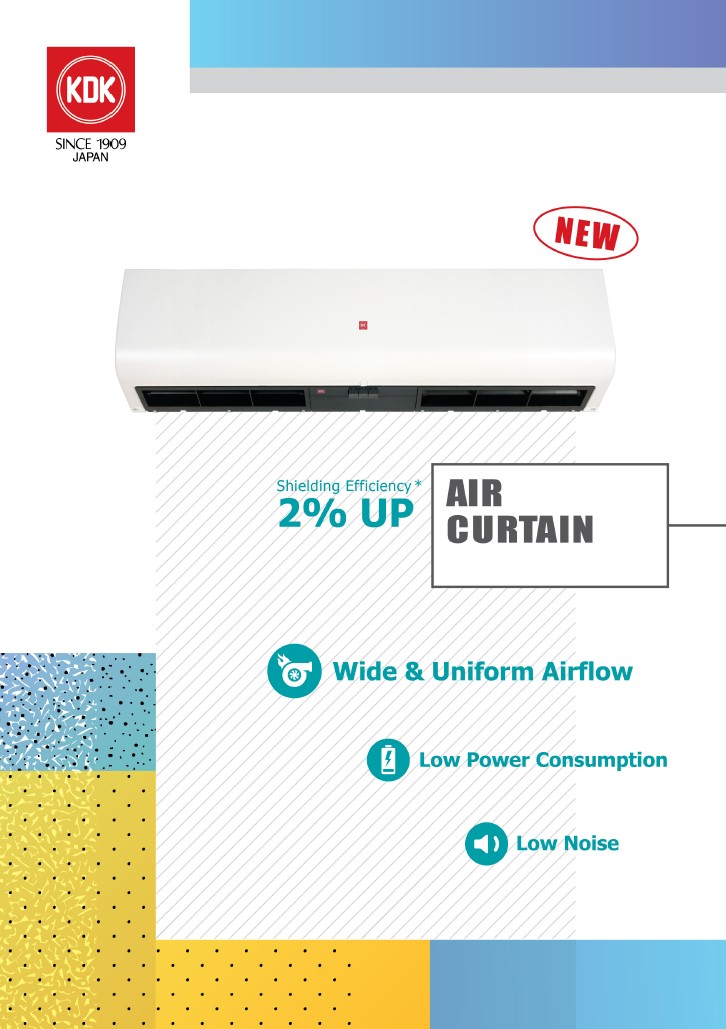 KDK
SINCE 1909
JAPAN
NEW
Shielding Efficiency*
2% UP
AIR
CURTAIN
Wide & Uniform Airflow
Low Power Consumption
Low Noise